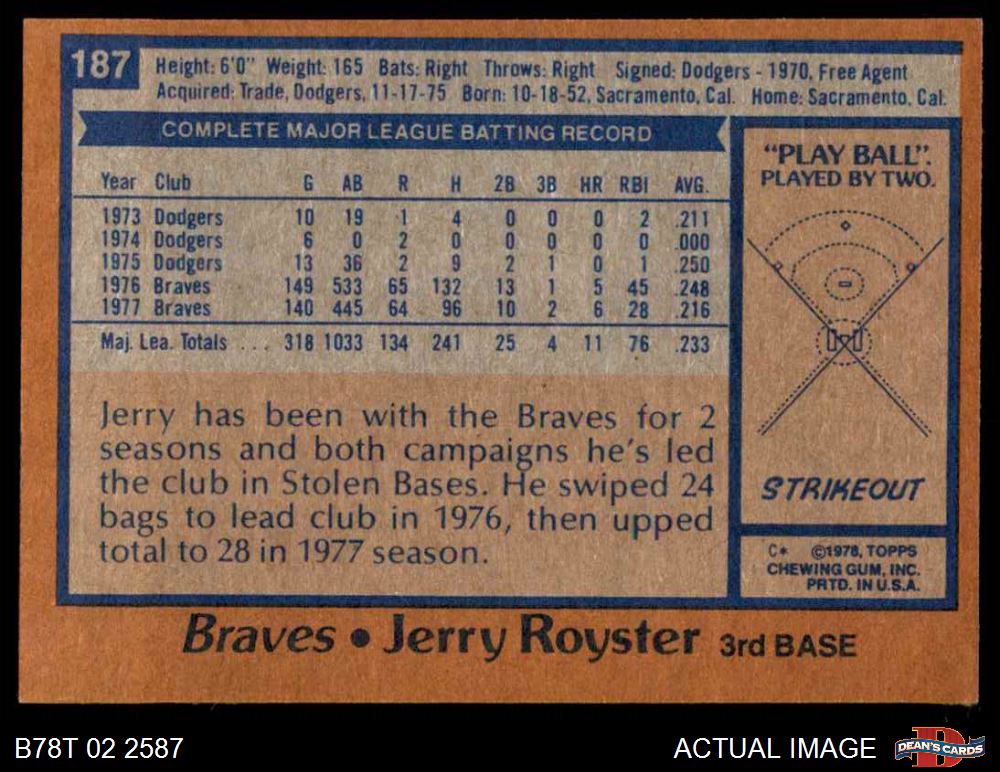 187
Height: 6'0" Weight: 165 Bats: Right Throws: Right Signed: Dodgers - 1970, Free Agent
Acquired: Trade, Dodgers, 11-17-75 Born: 10-18-52, Sacramento, Cal. Home: Sacramento, Cal.
COMPLETE MAJOR LEAGUE BATTING RECORD
Year Club G AB R H 2B 3B HR RBI AVG.
1973 Dodgers 10 19 1 4 0 0 0 2 .211
1974 Dodgers 6 0 2 0 0 0 0 0 .000
1975 Dodgers 13 36 2 9 2 1 0 1 .250
1976 Braves 149 533 65 132 13 1 5 45 .248
1977 Braves 140 445 64 96 10 2 6 28 .216
Maj. Lea. Totals ... 318 1033 134 241 25 4 11 76 .233
Jerry has been with the Braves for 2
seasons and both campaigns he's led
the club in Stolen Bases. He swiped 24
bags to lead club in 1976, then upped
total to 28 in 1977 season.
"PLAY BALL".
PLAYED BY TWO.
STRIKEOUT
C* ©1978, TOPPS
CHEWING GUM, INC.
PRTD. IN U.S.A.
Braves • Jerry Royster 3rd BASE
B78T 02 2587
ACTUAL IMAGE
D
DEAN'S CARDS